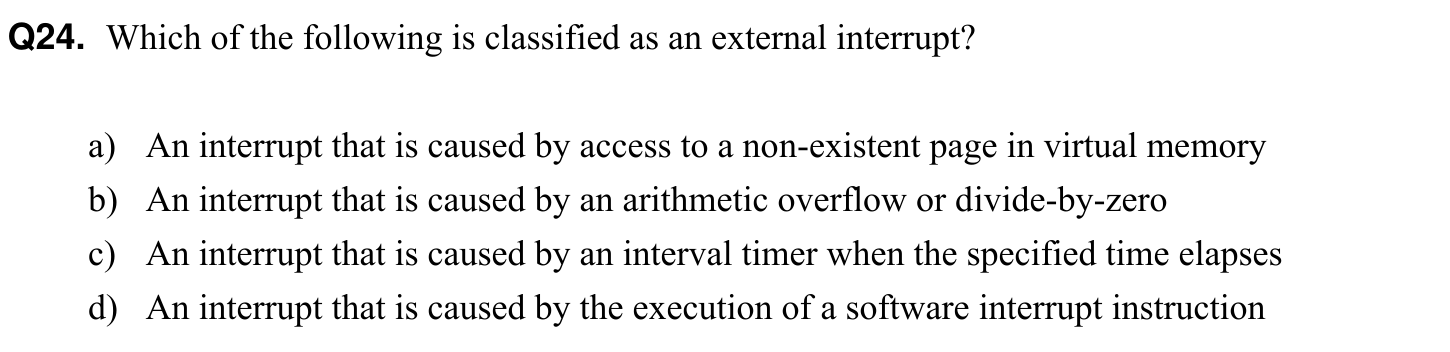 Q24. Which of the following is classified as an external interrupt?
a) An interrupt that is caused by access to a non-existent page in virtual memory
b) An interrupt that is caused by an arithmetic overflow or divide-by-zero
c) An interrupt that is caused by an interval timer when the specified time elapses
d) An interrupt that is caused by the execution of a software interrupt instruction